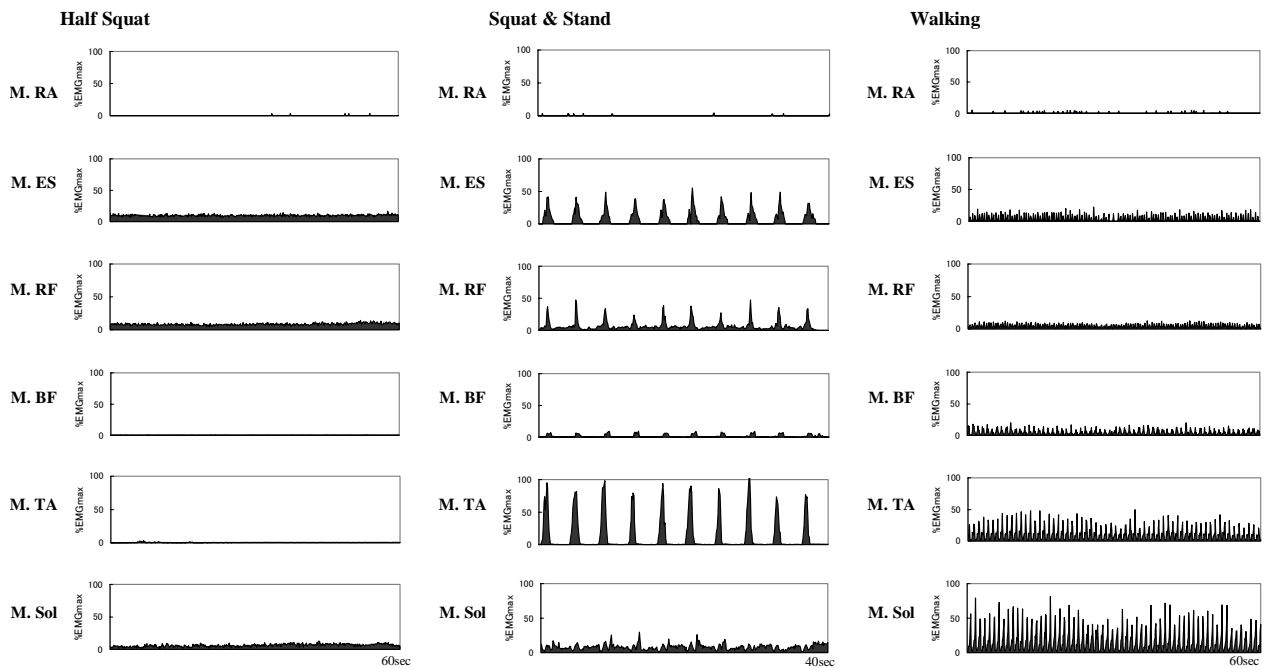 Half Squat
Squat & Stand
Walking
M. RA
%EMGmax
100
50
0
M. RA
%EMGmax
100
50
0
M. RA
%EMGmax
100
50
0
M. ES
%EMGmax
100
50
0
M. ES
%EMGmax
100
50
0
M. ES
%EMGmax
100
50
0
M. RF
%EMGmax
100
50
0
M. RF
%EMGmax
100
50
0
M. RF
%EMGmax
100
50
0
M. BF
%EMGmax
100
50
0
M. BF
%EMGmax
100
50
0
M. BF
%EMGmax
100
50
0
M. TA
%EMGmax
100
50
0
M. TA
%EMGmax
100
50
0
M. TA
%EMGmax
100
50
0
M. Sol
%EMGmax
100
50
0
60sec
M. Sol
%EMGmax
100
50
0
40sec
M. Sol
%EMGmax
100
50
0
60sec